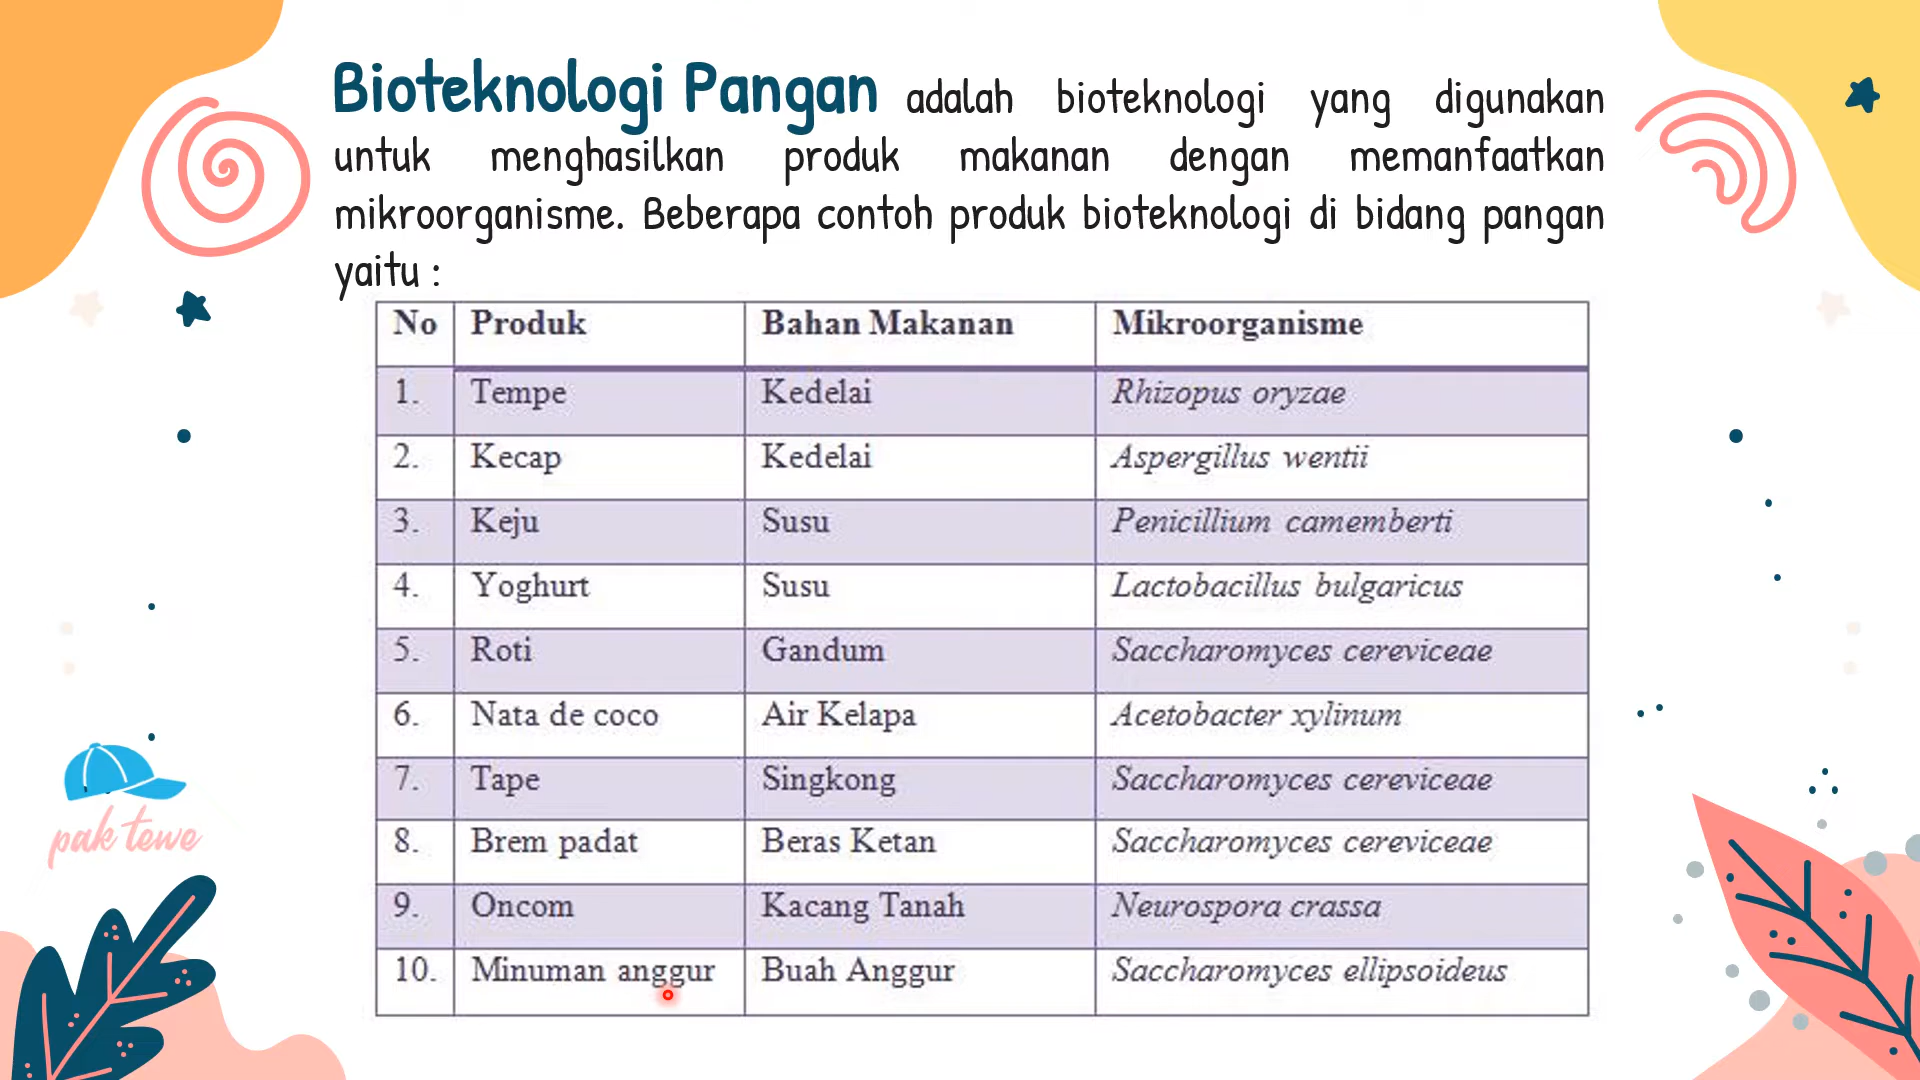 Bioteknologi Pangan adalah bioteknologi yang digunakan
untuk menghasilkan produk makanan dengan memanfaatkan
mikroorganisme. Beberapa contoh produk bioteknologi di bidang pangan
yaitu :
No Produk Bahan Makanan Mikroorganisme
1. Tempe Kedelai Rhizopus oryzae
2. Kecap Kedelai Aspergillus wentii
3. Keju Susu Penicillium camemberti
4. Yoghurt Susu Lactobacillus bulgaricus
5. Roti Gandum Saccharomyces cereviceae
6. Nata de coco Air Kelapa Acetobacter xylinum
7. Tape Singkong Saccharomyces cereviceae
8. Brem padat Beras Ketan Saccharomyces cereviceae
9. Oncom Kacang Tanah Neurospora crassa
10. Minuman anggur Buah Anggur Saccharomyces ellipsoideus
pak tewe